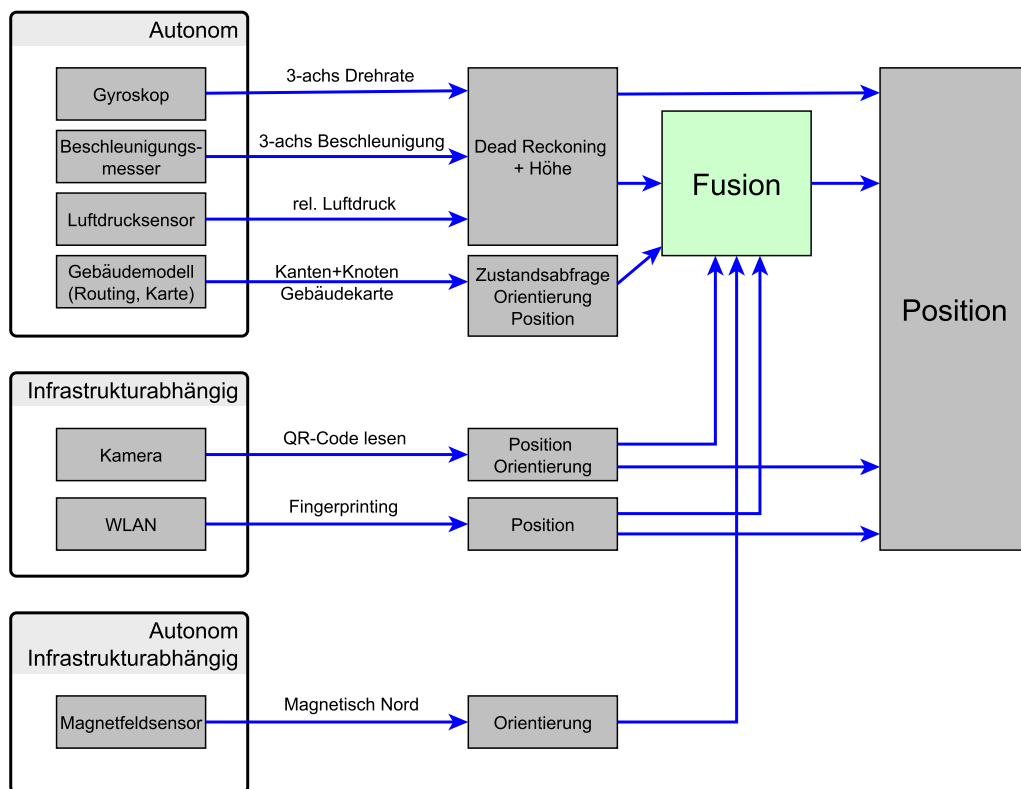 Autonom
Gyroskop
3-achs Drehrate
Beschleunigungs-
messer
3-achs Beschleunigung
Luftdrucksensor
rel. Luftdruck
Dead Reckoning
+ Höhe
Gebäudemodell
(Routing, Karte)
Kanten+Knoten
Gebäudekarte
Zustandsabfrage
Orientierung
Position
Fusion
Position
Infrastrukturabhängig
Kamera
QR-Code lesen
Position
Orientierung
WLAN
Fingerprinting
Position
Autonom
Infrastrukturabhängig
Magnetfeldsensor
Magnetisch Nord
Orientierung